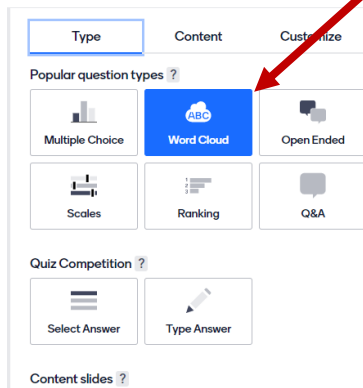 Type Content Customize
Popular question types ?
ABC
Multiple Choice Word Cloud Open Ended
Scales Ranking Q&A
Quiz Competition ?
Select Answer Type Answer
Content slides ?